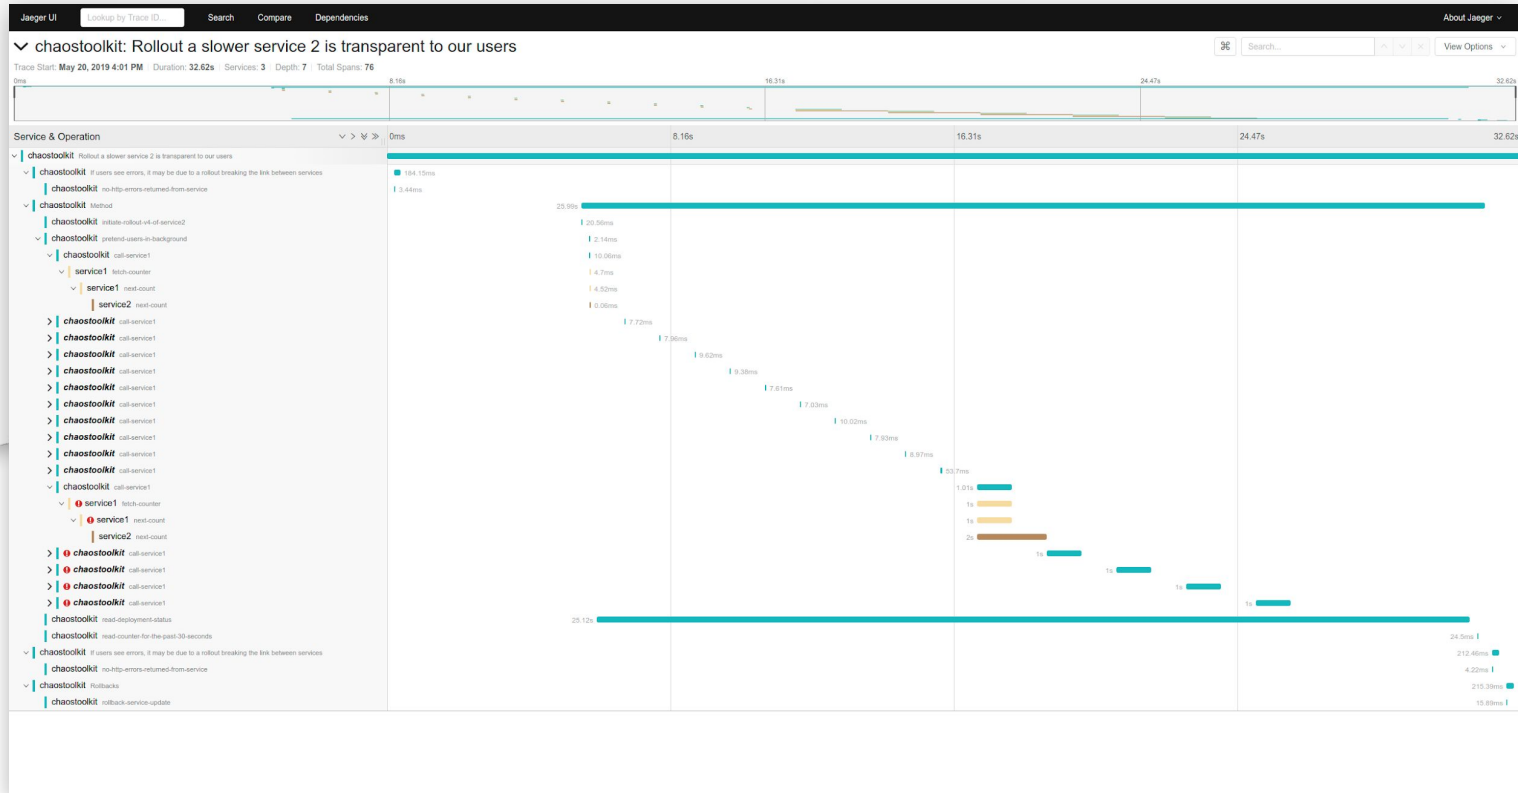 Jaeger UI Lookup by Trace ID... Search Compare Dependencies About Jaeger
chaostoolkit: Rollout a slower service 2 is transparent to our users ⌘ Search... View Options
Trace Start: May 20, 2019 4:01 PM Duration: 32.62s Services: 3 Depth: 7 Total Spans: 76
0ms 8.16s 16.31s 24.47s 32.62s
Service & Operation 0ms 8.16s 16.31s 24.47s 32.62s
chaostoolkit Rollout a slower service 2 is transparent to our users
chaostoolkit If users see errors, it may be due to a rollout breaking the link between services 184.15ms
chaostoolkit no-http-errors-returned-from-service 3.44ms
chaostoolkit Method 25.99s
chaostoolkit initiate-rollout-v4-of-service2 20.56ms
chaostoolkit pretend-users-in-background 2.14ms
chaostoolkit call-service1 10.06ms
service1 fetch-counter 4.7ms
service1 next-count 4.52ms
service2 next-count 0.06ms
chaostoolkit call-service1 7.72ms
chaostoolkit call-service1 7.96ms
chaostoolkit call-service1 9.62ms
chaostoolkit call-service1 9.38ms
chaostoolkit call-service1 7.61ms
chaostoolkit call-service1 7.03ms
chaostoolkit call-service1 10.02ms
chaostoolkit call-service1 7.93ms
chaostoolkit call-service1 8.97ms
chaostoolkit call-service1 53.7ms
chaostoolkit call-service1 1.01s
service1 fetch-counter 1s
service1 next-count 1s
service2 next-count 2s
chaostoolkit call-service1 1s
chaostoolkit call-service1 1s
chaostoolkit call-service1 1s
chaostoolkit call-service1 1s
chaostoolkit read-deployment-status 25.12s
chaostoolkit read-counter-for-the-past-30-seconds 24.5ms
chaostoolkit If users see errors, it may be due to a rollout breaking the link between services 212.46ms
chaostoolkit no-http-errors-returned-from-service 4.22ms
chaostoolkit Rollbacks 215.39ms
chaostoolkit rollback-service-update 15.89ms